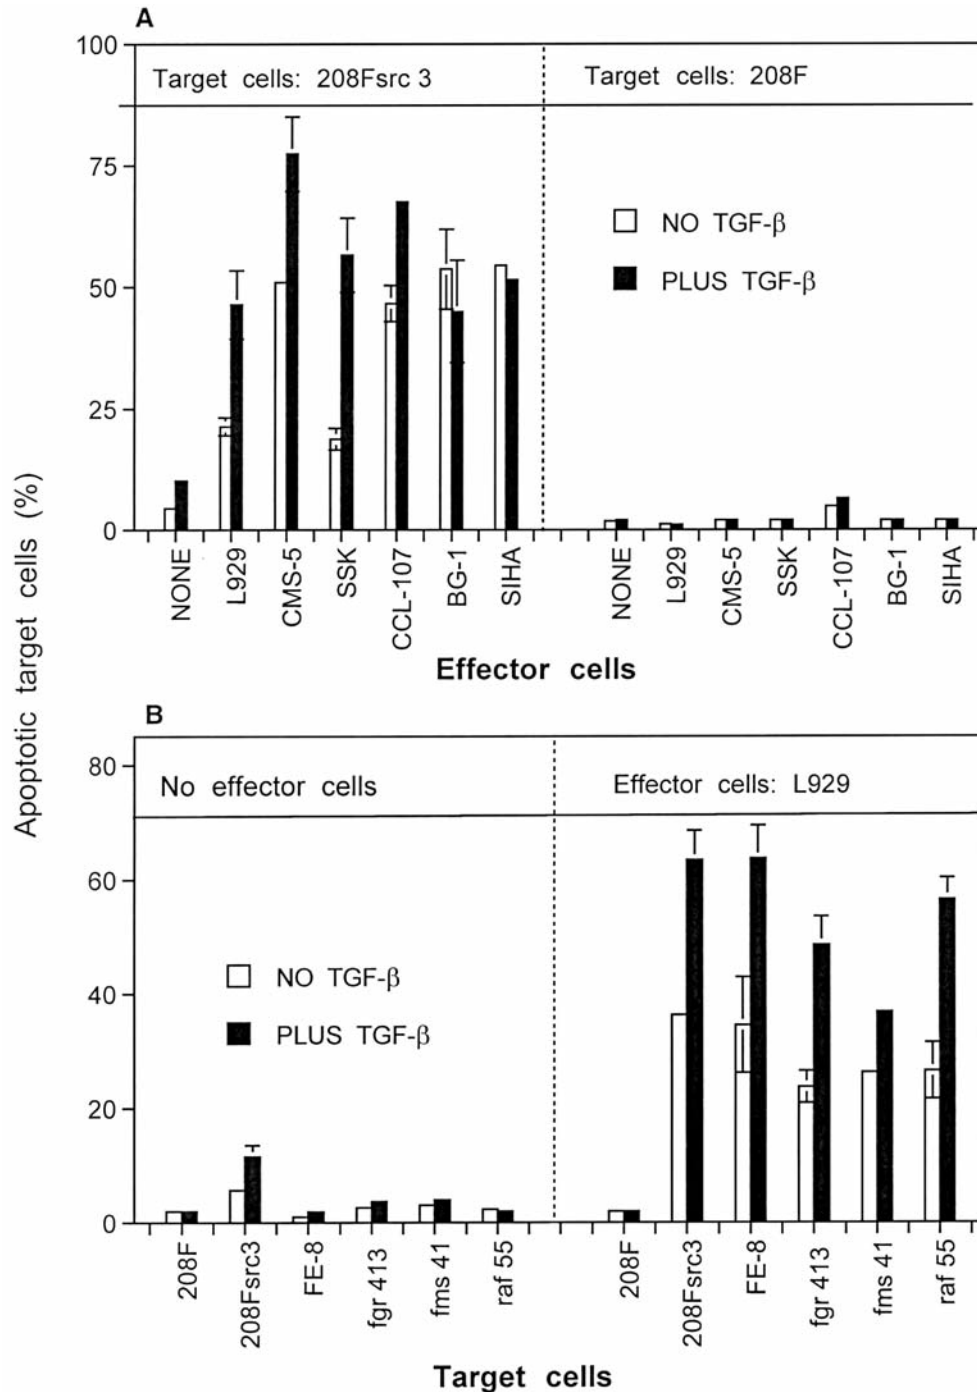 A
100
Target cells: 208Fsrc 3
Target cells: 208F
75
NO TGF-β
PLUS TGF-β
50
25
0
NONE
L929
CMS-5
SSK
CCL-107
BG-1
SIHA
NONE
L929
CMS-5
SSK
CCL-107
BG-1
SIHA
Effector cells
Apoptotic target cells (%)
B
80
No effector cells
Effector cells: L929
60
NO TGF-β
PLUS TGF-β
40
20
0
208F
208Fsrc3
FE-8
fgr 413
fms 41
raf 55
208F
208Fsrc3
FE-8
fgr 413
fms 41
raf 55
Target cells